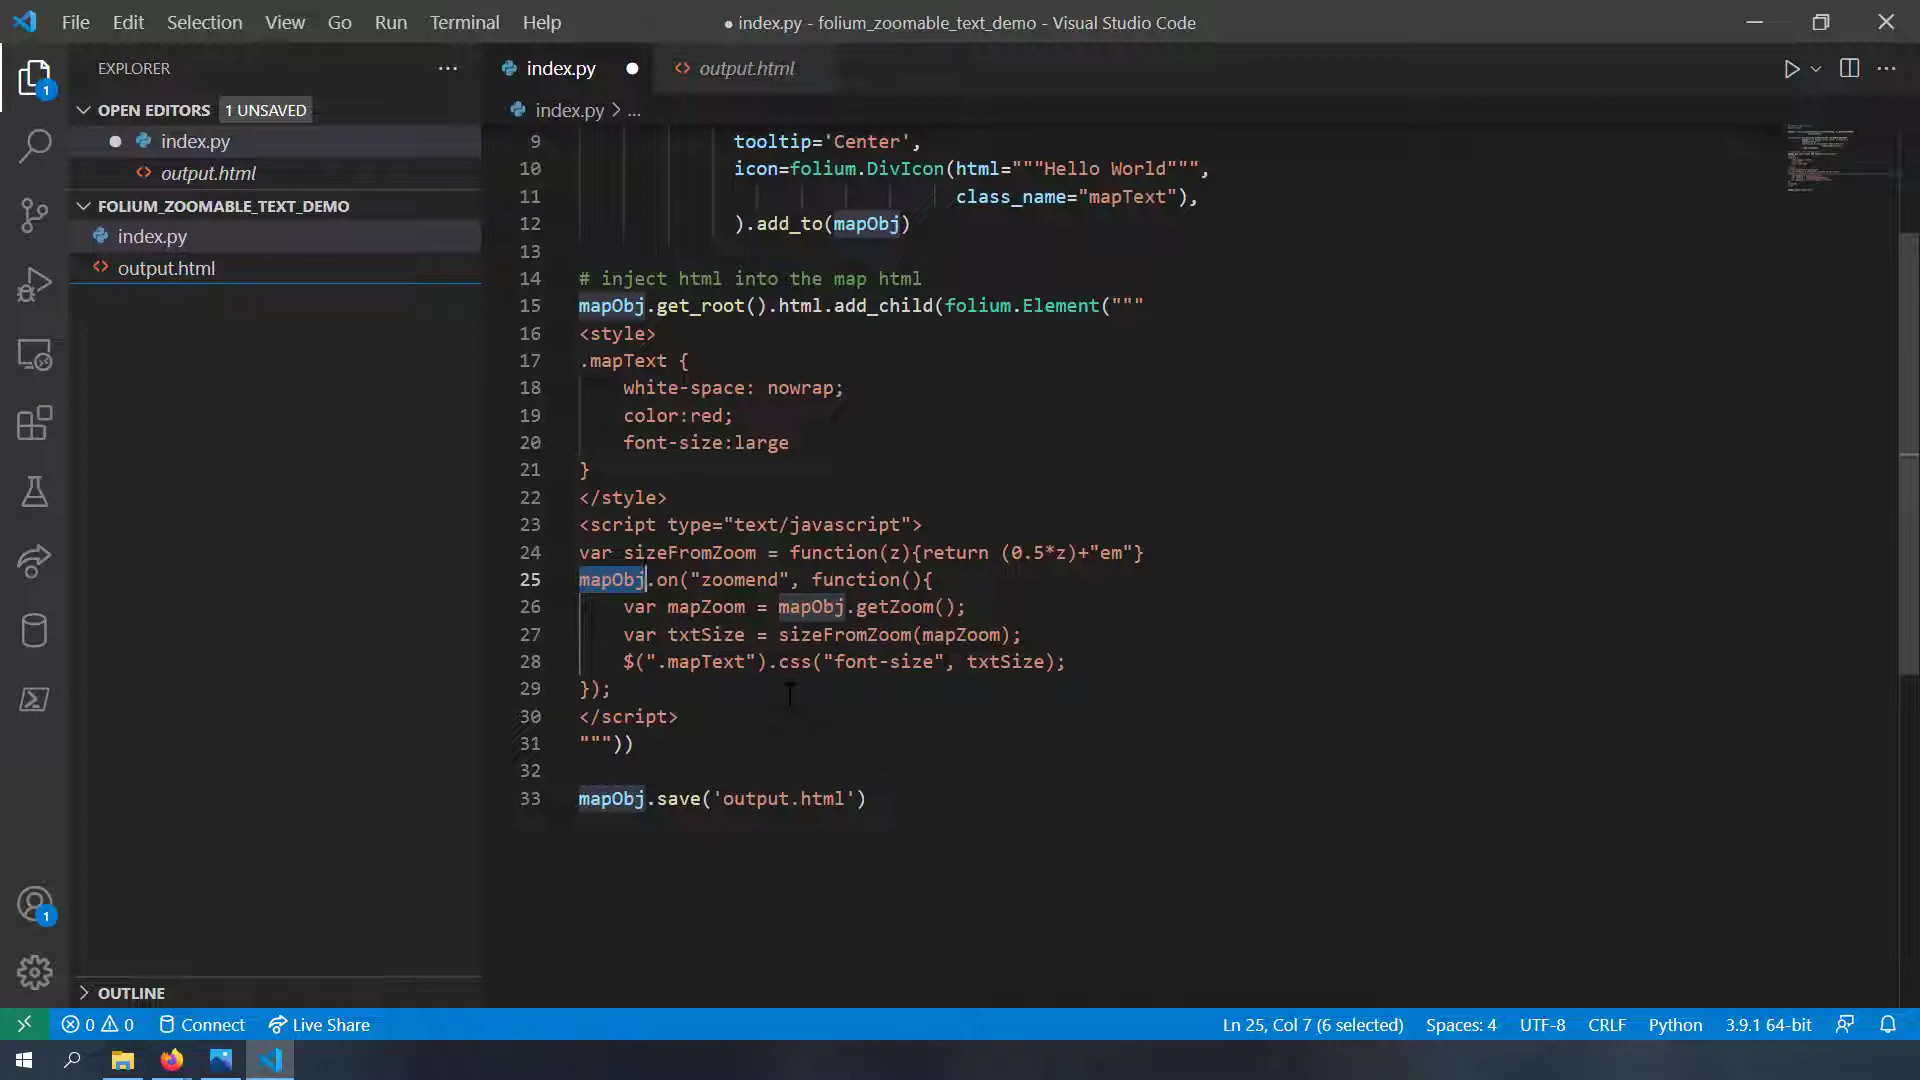 File Edit Selection View Go Run Terminal Help
● index.py - folium_zoomable_text_demo - Visual Studio Code
EXPLORER
OPEN EDITORS 1 UNSAVED
index.py
output.html
FOLIUM_ZOOMABLE_TEXT_DEMO
index.py
output.html
OUTLINE
1
1
index.py
output.html
index.py > ...
9 tooltip='Center',
10 icon=folium.DivIcon(html="""Hello World""",
11 class_name="mapText"),
12 ).add_to(mapObj)
13
14 # inject html into the map html
15 mapObj.get_root().html.add_child(folium.Element("""
16 <style>
17 .mapText {
18 white-space: nowrap;
19 color:red;
20 font-size:large
21 }
22 </style>
23 <script type="text/javascript">
24 var sizeFromZoom = function(z){return (0.5*z)+"em"}
25 mapObj.on("zoomend", function(){
26 var mapZoom = mapObj.getZoom();
27 var txtSize = sizeFromZoom(mapZoom);
28 $(".mapText").css("font-size", txtSize);
29 });
30 </script>
31 """))
32
33 mapObj.save('output.html')
0 0 Connect Live Share
Ln 25, Col 7 (6 selected) Spaces: 4 UTF-8 CRLF Python 3.9.1 64-bit